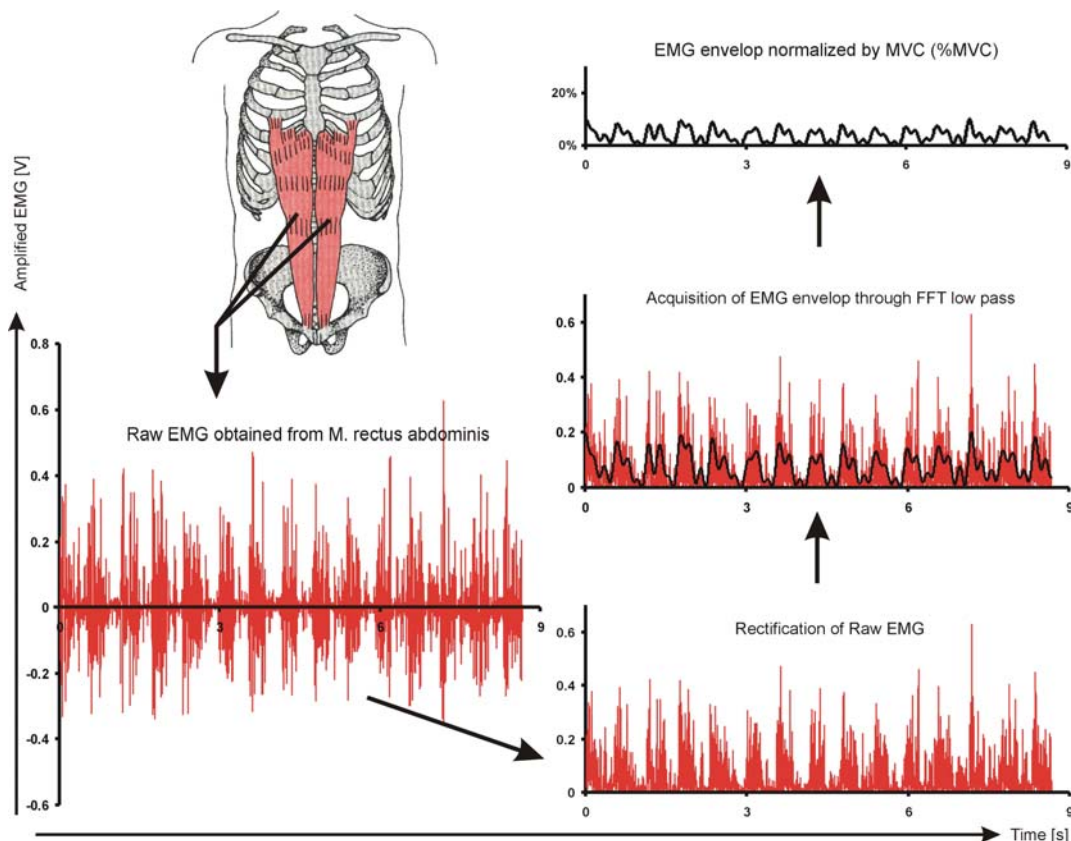 EMG envelop normalized by MVC (%MVC)
20%
0%
0 3 6 9
Amplified EMG [V]
Acquisition of EMG envelop through FFT low pass
0.6
0.4
0.2
0
0 3 6 9
0.8
0.6
Raw EMG obtained from M. rectus abdominis
0.4
0.2
0
0 3 6 9
-0.2
-0.4
-0.6
Rectification of Raw EMG
0.6
0.4
0.2
0
0 3 6 9
Time [s]